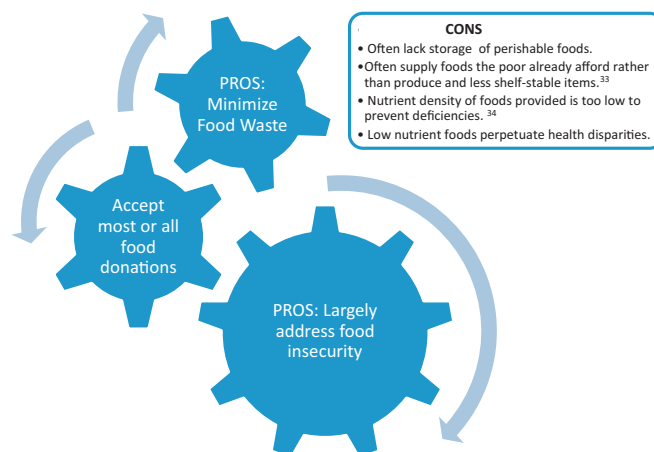 PROS:
Minimize
Food Waste
CONS
• Often lack storage of perishable foods.
•Often supply foods the poor already afford rather
than produce and less shelf-stable items.33
• Nutrient density of foods provided is too low to
prevent deficiencies. 34
• Low nutrient foods perpetuate health disparities.
Accept
most or all
food
donations
PROS: Largely
address food
insecurity